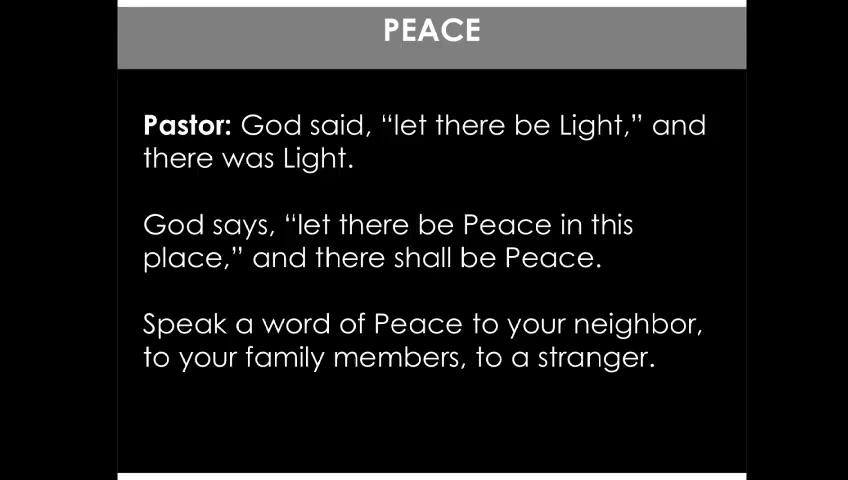 PEACE
Pastor: God said, “let there be Light,” and
there was Light.
God says, “let there be Peace in this
place,” and there shall be Peace.
Speak a word of Peace to your neighbor,
to your family members, to a stranger.